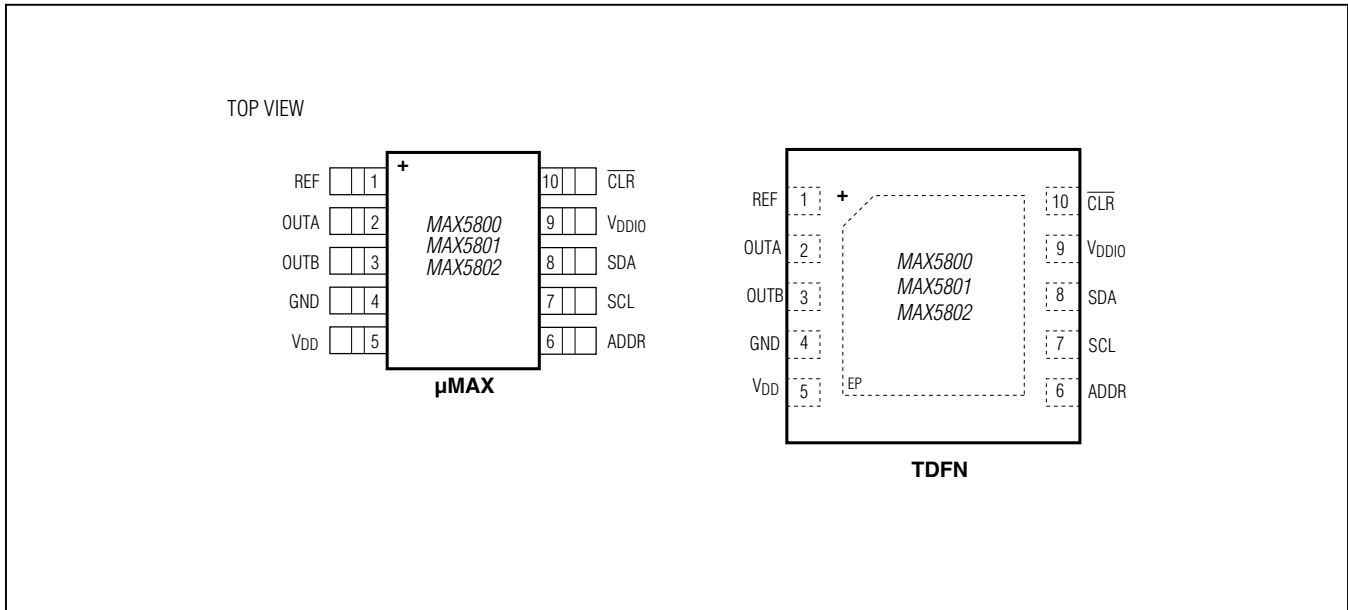 TOP VIEW
REF 1 + 10 C̅L̅R̅
OUTA 2 MAX5800 9 VDDIO
MAX5801
OUTB 3 MAX5802 8 SDA
GND 4 7 SCL
VDD 5 6 ADDR
µMAX
REF 1 + 10 C̅L̅R̅
OUTA 2 9 VDDIO
MAX5800
OUTB 3 MAX5801 8 SDA
MAX5802
GND 4 7 SCL
VDD 5 EP 6 ADDR
TDFN